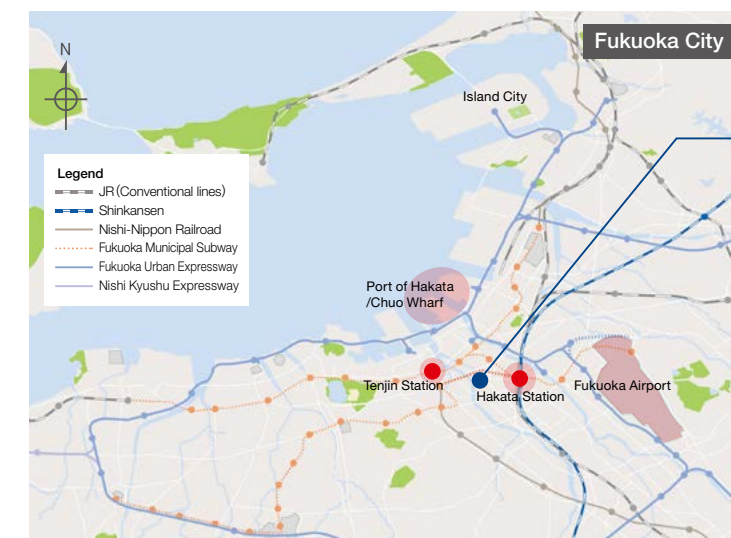 Fukuoka City
N
Island City
Legend
JR(Conventional lines)
Shinkansen
Nishi-Nippon Railroad
Fukuoka Municipal Subway
Fukuoka Urban Expressway
Nishi Kyushu Expressway
Port of Hakata
/Chuo Wharf
Tenjin Station
Hakata Station
Fukuoka Airport